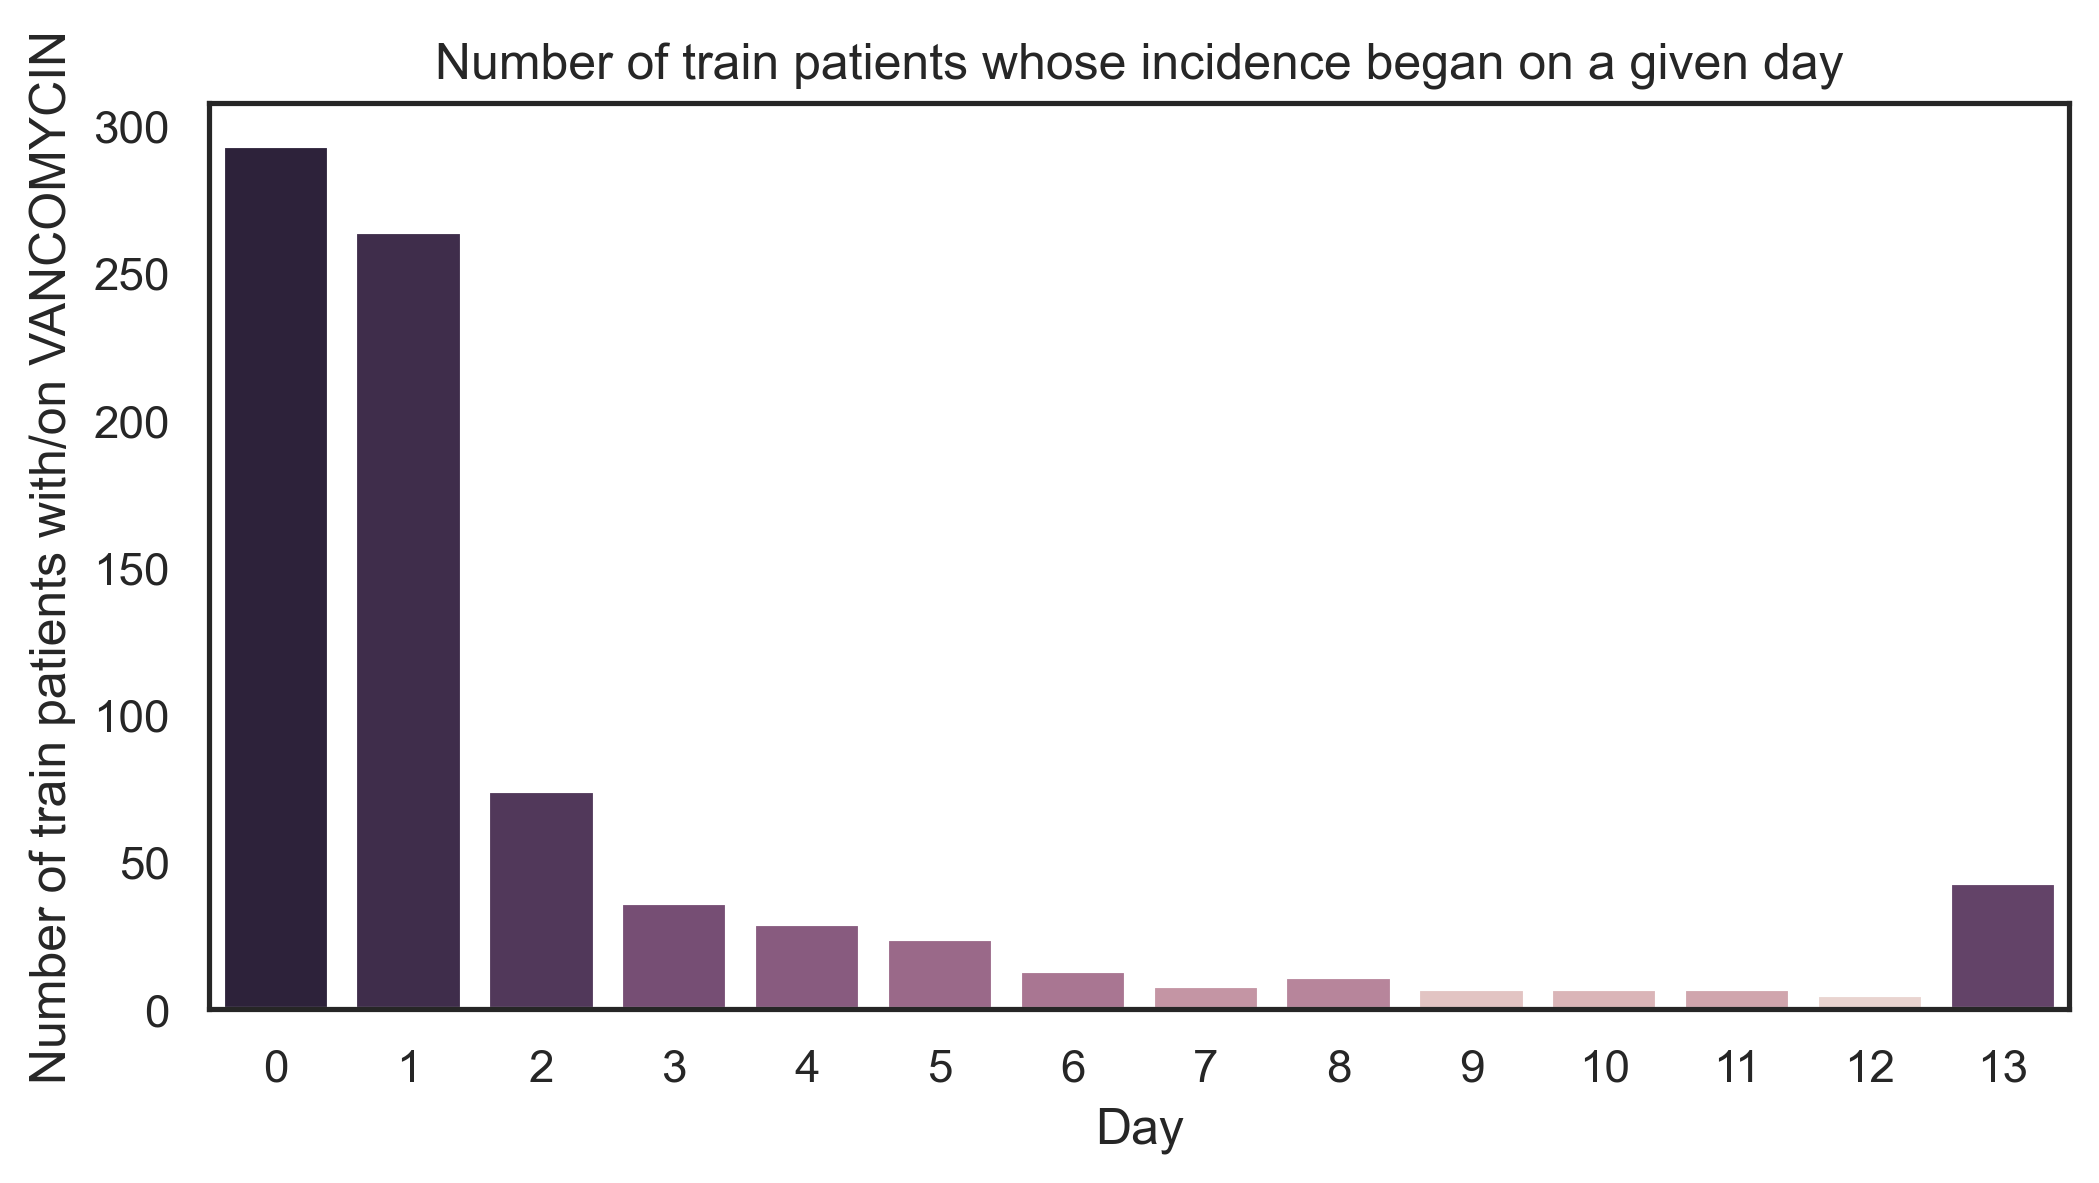 Number of train patients whose incidence began on a given day
Number of train patients with/on VANCOMYCIN
300
250
200
150
100
50
0
0 1 2 3 4 5 6 7 8 9 10 11 12 13
Day